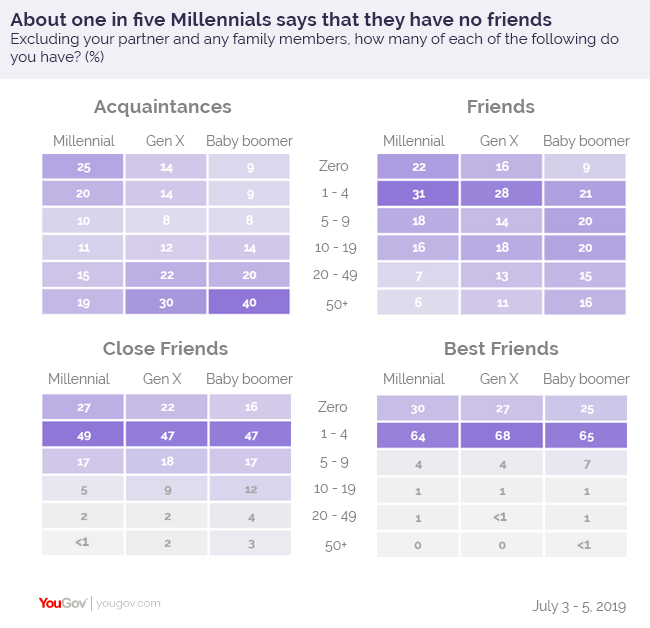 About one in five Millennials says that they have no friends
Excluding your partner and any family members, how many of each of the following do
you have? (%)
Acquaintances Friends
Millennial Gen X Baby boomer Millennial Gen X Baby boomer
25 14 9 Zero 22 16 9
20 14 9 1 - 4 31 28 21
10 8 8 5 - 9 18 14 20
11 12 14 10 - 19 16 18 20
15 22 20 20 - 49 7 13 15
19 30 40 50+ 6 11 16
Close Friends Best Friends
Millennial Gen X Baby boomer Millennial Gen X Baby boomer
27 22 16 Zero 30 27 25
49 47 47 1 - 4 64 68 65
17 18 17 5 - 9 4 4 7
5 9 12 10 - 19 1 1 1
2 2 4 20 - 49 1 <1 1
<1 2 3 50+ 0 0 <1
YouGov | yougov.com July 3 - 5, 2019